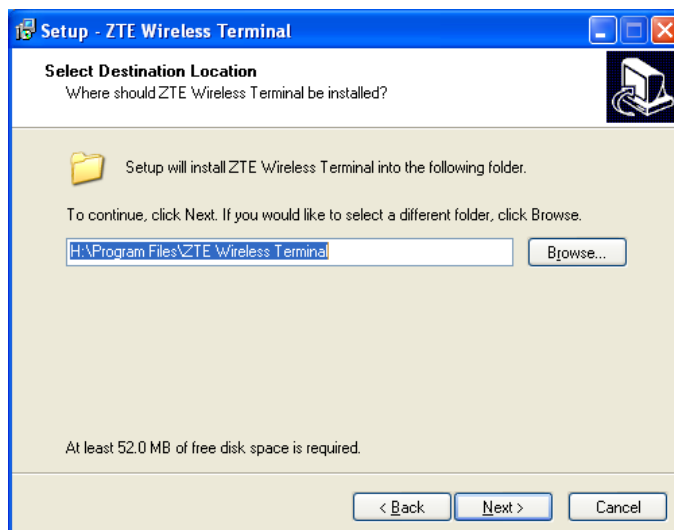 Setup - ZTE Wireless Terminal
Select Destination Location
Where should ZTE Wireless Terminal be installed?
Setup will install ZTE Wireless Terminal into the following folder.
To continue, click Next. If you would like to select a different folder, click Browse.
H:\Program Files\ZTE Wireless Terminal
Browse...
At least 52.0 MB of free disk space is required.
< Back
Next >
Cancel